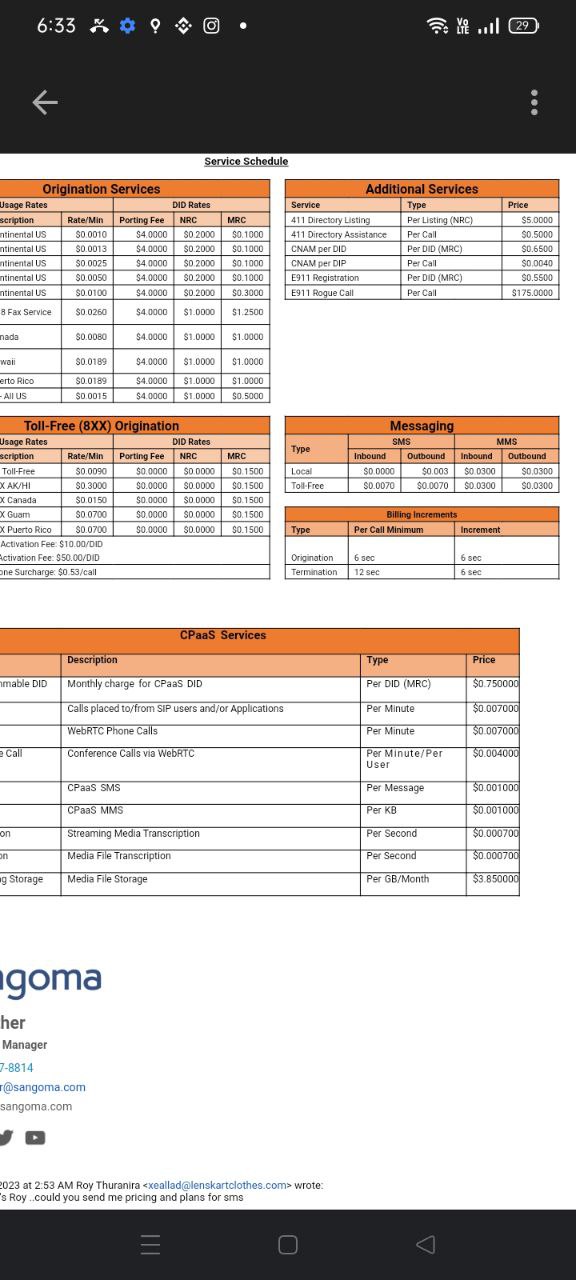 6:33
VoLTE
29
Service Schedule
Origination Services
Usage Rates DID Rates
scription Rate/Min Porting Fee NRC MRC
ntinental US $0.0010 $4.0000 $0.2000 $0.1000
ntinental US $0.0013 $4.0000 $0.2000 $0.1000
ntinental US $0.0025 $4.0000 $0.2000 $0.1000
ntinental US $0.0050 $4.0000 $0.2000 $0.1000
ntinental US $0.0100 $4.0000 $0.2000 $0.3000
8 Fax Service $0.0260 $4.0000 $1.0000 $1.2500
nada $0.0080 $4.0000 $1.0000 $1.0000
waii $0.0189 $4.0000 $1.0000 $1.0000
erto Rico $0.0189 $4.0000 $1.0000 $1.0000
- All US $0.0015 $4.0000 $1.0000 $0.5000
Additional Services
Service Type Price
411 Directory Listing Per Listing (NRC) $5.0000
411 Directory Assistance Per Call $0.5000
CNAM per DID Per DID (MRC) $0.6500
CNAM per DIP Per Call $0.0040
E911 Registration Per DID (MRC) $0.5500
E911 Rogue Call Per Call $175.0000
Toll-Free (8XX) Origination
Usage Rates DID Rates
scription Rate/Min Porting Fee NRC MRC
Toll-Free $0.0090 $0.0000 $0.0000 $0.1500
X AK/HI $0.3000 $0.0000 $0.0000 $0.1500
X Canada $0.0150 $0.0000 $0.0000 $0.1500
X Guam $0.0700 $0.0000 $0.0000 $0.1500
X Puerto Rico $0.0700 $0.0000 $0.0000 $0.1500
Activation Fee: $10.00/DID
Activation Fee: $50.00/DID
one Surcharge: $0.53/call
Messaging
Type SMS MMS
Inbound Outbound Inbound Outbound
Local $0.0000 $0.003 $0.0300 $0.0300
Toll-Free $0.0070 $0.0070 $0.0300 $0.0300
Billing Increments
Type Per Call Minimum Increment
Origination 6 sec 6 sec
Termination 12 sec 6 sec
CPaaS Services
Description Type Price
mmable DID Monthly charge for CPaaS DID Per DID (MRC) $0.750000
Calls placed to/from SIP users and/or Applications Per Minute $0.007000
WebRTC Phone Calls Per Minute $0.007000
e Call Conference Calls via WebRTC Per Minute/Per $0.004000
User
CPaaS SMS Per Message $0.001000
CPaaS MMS Per KB $0.001000
on Streaming Media Transcription Per Second $0.000700
on Media File Transcription Per Second $0.000700
ng Storage Media File Storage Per GB/Month $3.850000
ngoma
her
Manager
7-8814
r@sangoma.com
sangoma.com
2023 at 2:53 AM Roy Thuranira <xeallad@lenskartclothes.com> wrote:
's Roy ..could you send me pricing and plans for sms